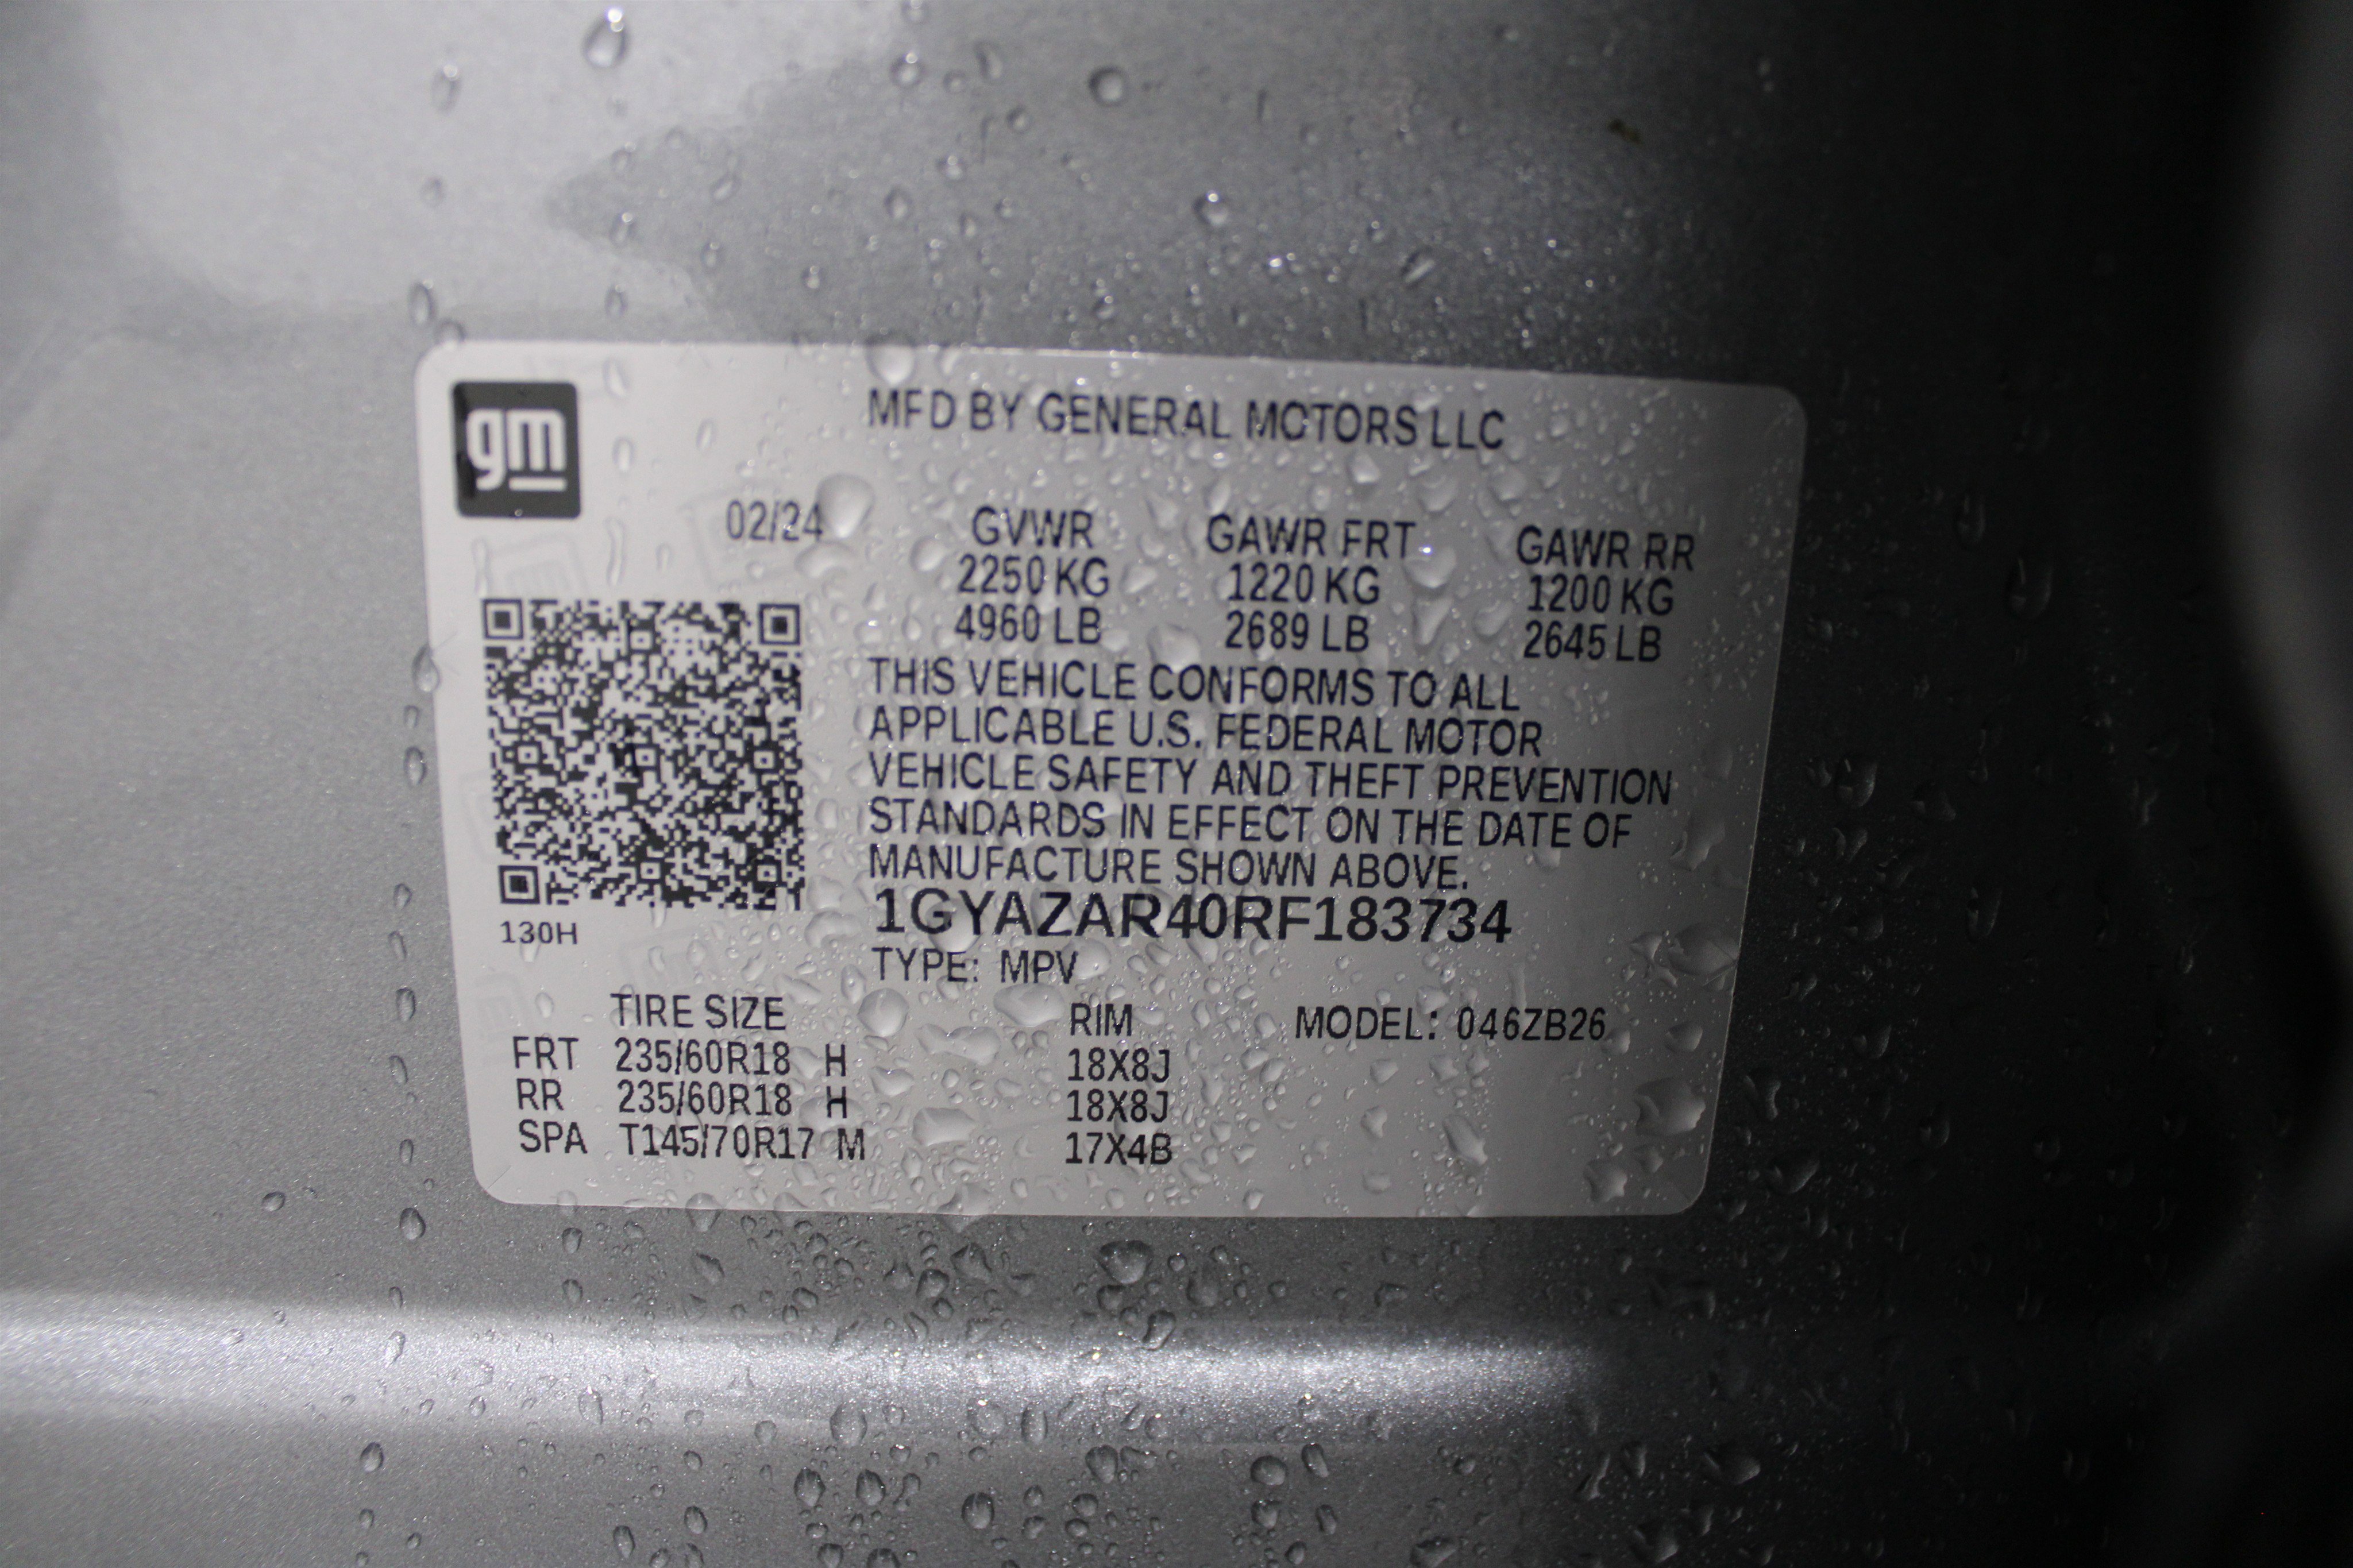 gm
MFD BY GENERAL MOTORS LLC
02/24 GVWR GAWR FRT GAWR RR
2250 KG 1220 KG 1200 KG
4960 LB 2689 LB 2645 LB
THIS VEHICLE CONFORMS TO ALL
APPLICABLE U.S. FEDERAL MOTOR
VEHICLE SAFETY AND THEFT PREVENTION
STANDARDS IN EFFECT ON THE DATE OF
MANUFACTURE SHOWN ABOVE.
1GYAZAR40RF183734
130H
TYPE: MPV
TIRE SIZE RIM MODEL: 046ZB26
FRT 235/60R18 H 18X8J
RR 235/60R18 H 18X8J
SPA T145/70R17 M 17X4B